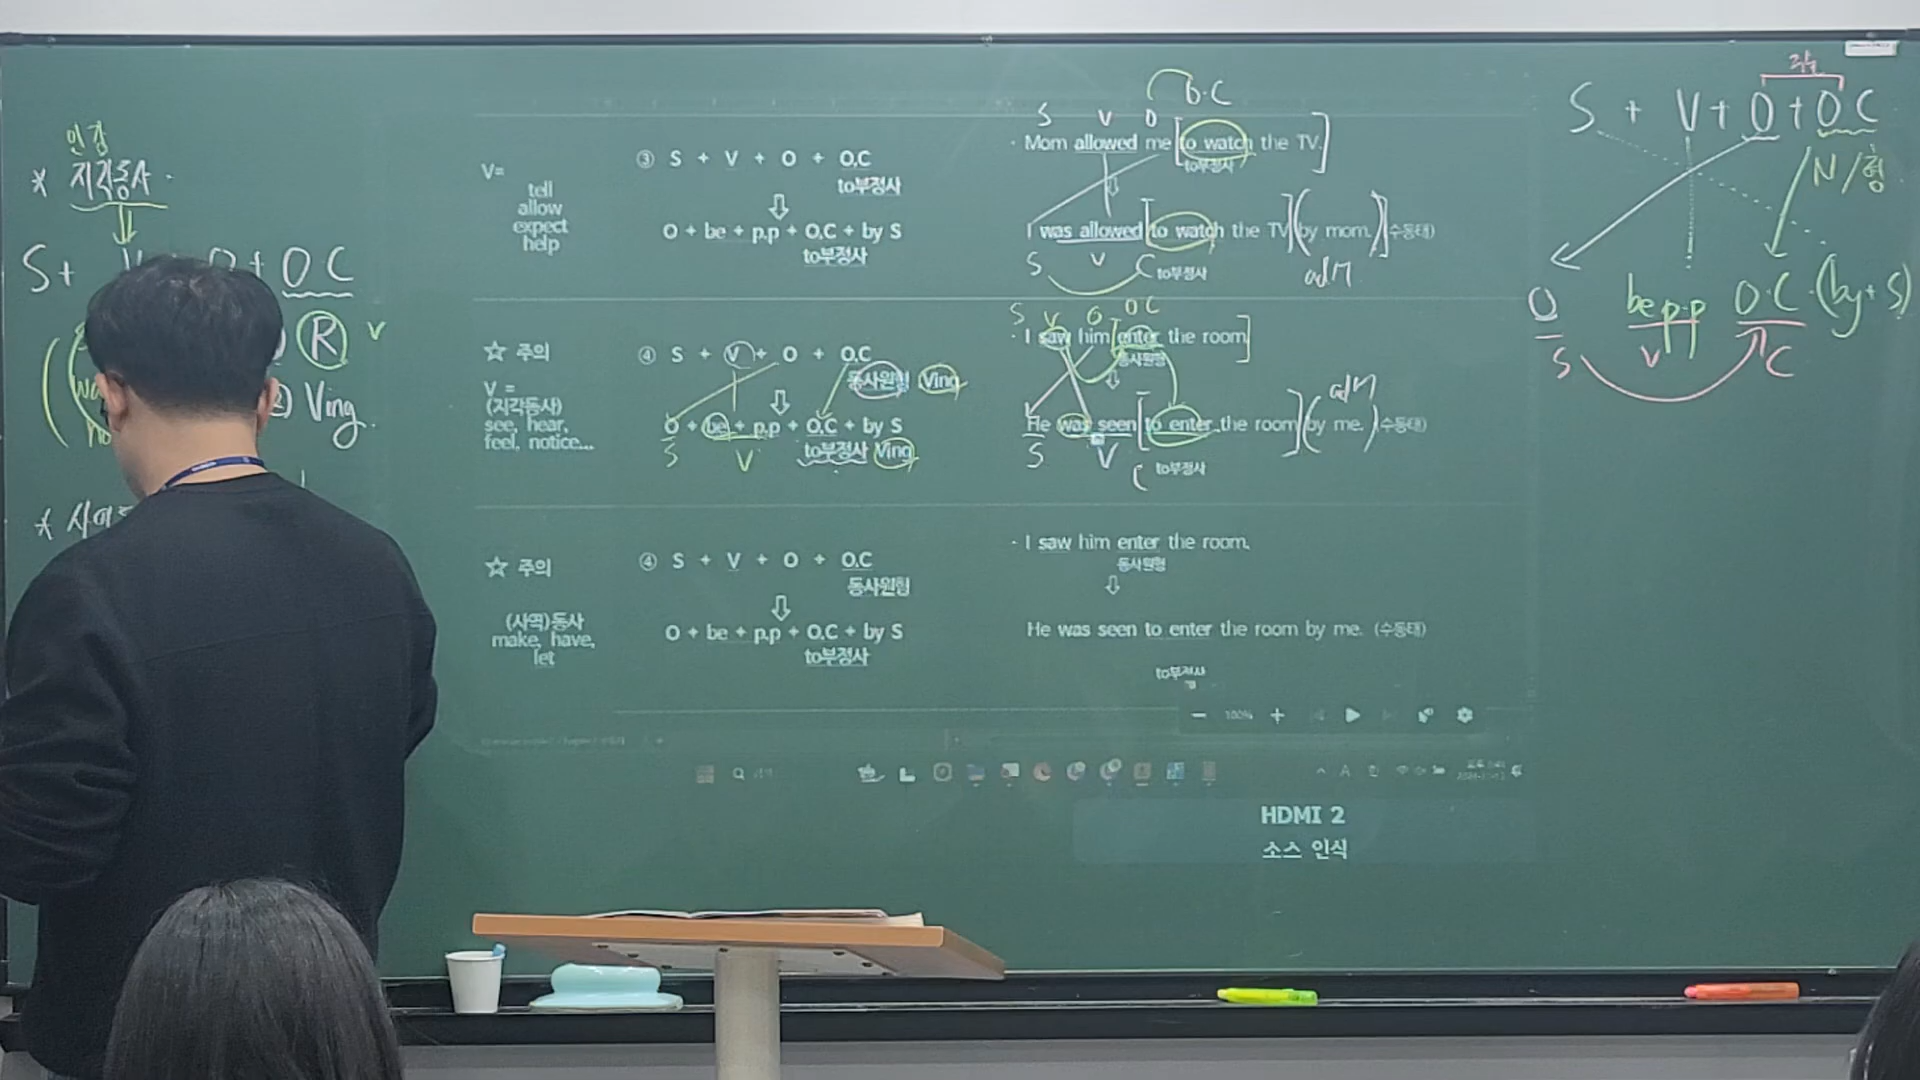 인강
* 지각동사
S + V + O + O C
R v
Ving
*
V=
tell
allow
expect
help
③ S + V + O + O.C
to부정사
⇩
O + be + p.p + O.C + by S
to부정사
S V O O.C
· Mom allowed me [to watch the TV.]
to부정사
⇩
I was allowed [to watch the TV] (by mom.) (수동태)
S V C to부정사 adM
☆ 주의
V =
(지각동사)
see, hear,
feel, notice...
④ S + V + O + O.C
동사원형 Ving
⇩
O + be + p.p + O.C + by S
S V to부정사 Ving
S V O OC
· I saw him [enter the room]
동사원형
⇩
adM
He was seen [to enter the room] (by me.) (수동태)
S V C to부정사
☆ 주의
(사역)동사
make, have,
let
④ S + V + O + O.C
동사원형
⇩
O + be + p.p + O.C + by S
to부정사
· I saw him enter the room.
동사원형
⇩
He was seen to enter the room by me. (수동태)
to부정사
S + V + O + O C
N / 형
O be p.p O.C (by + S)
S V C
100%
HDMI 2
소스 인식